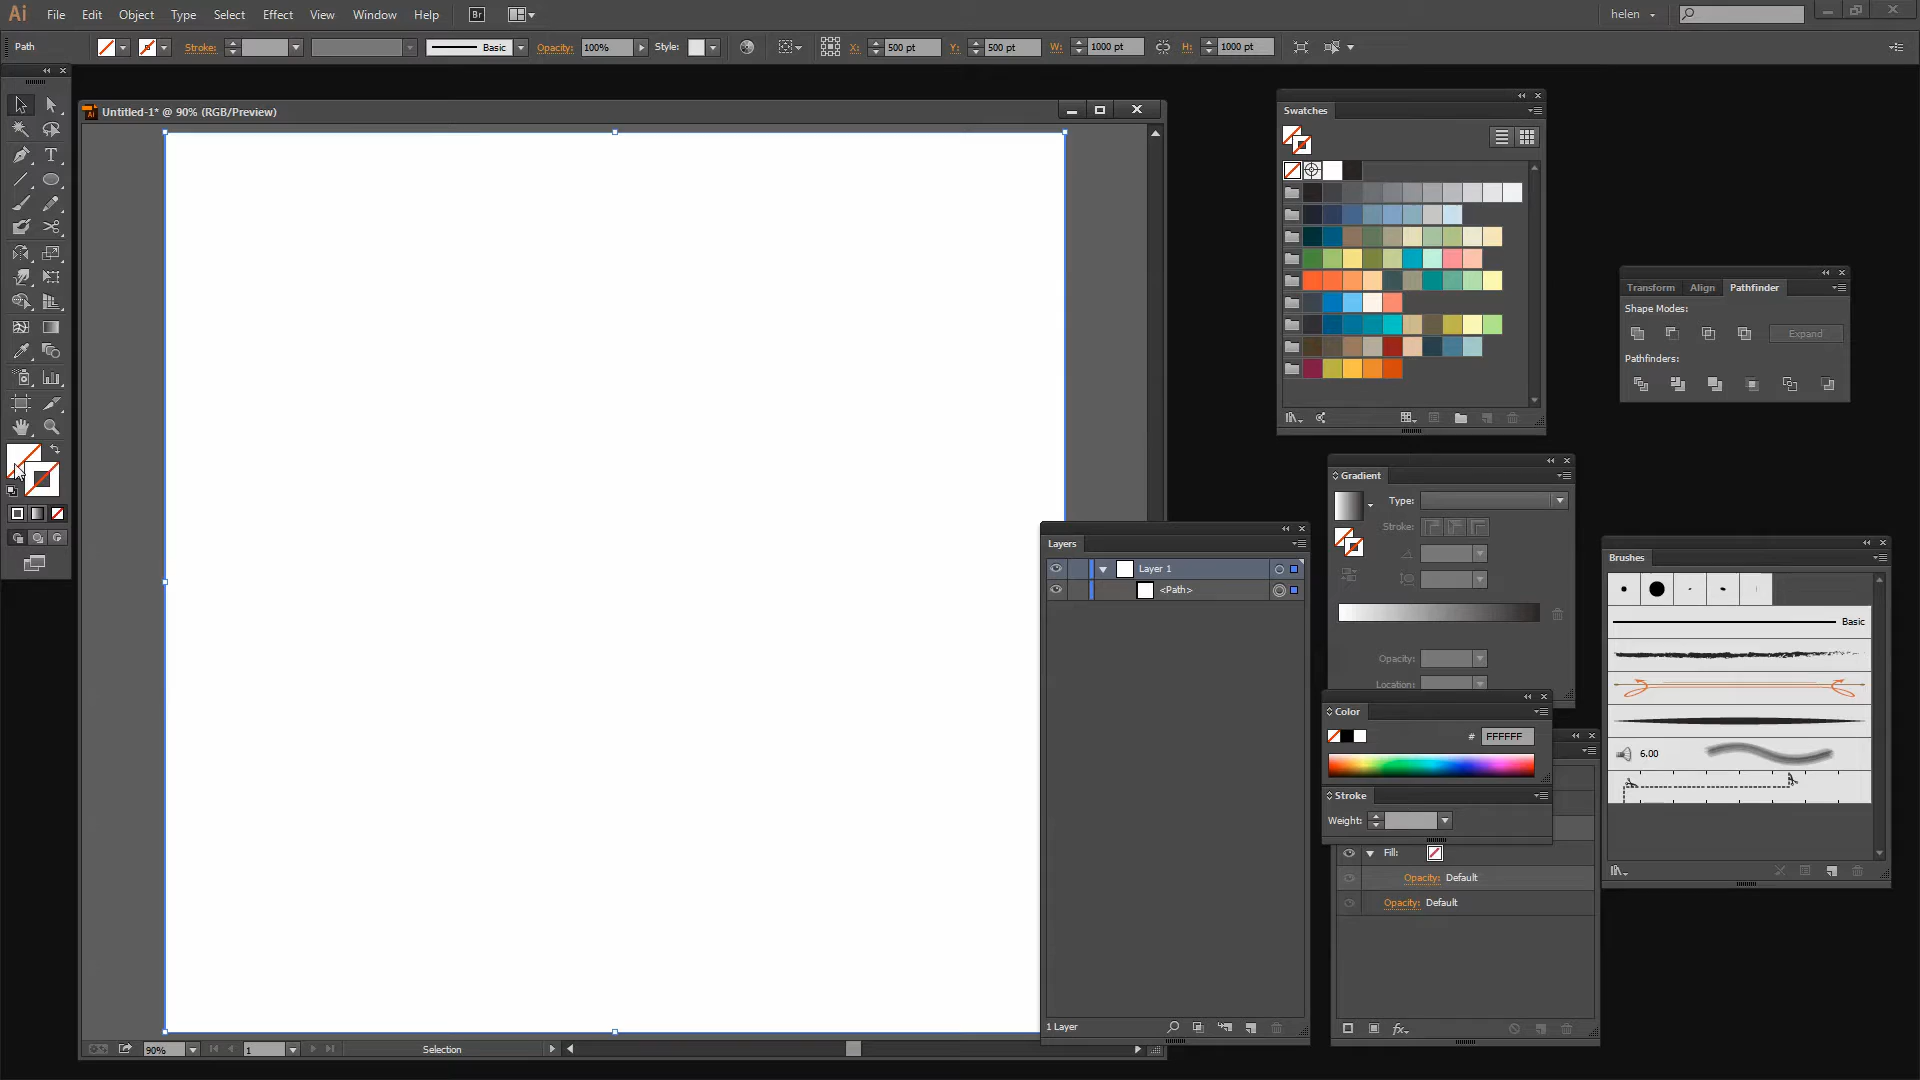 Ai File Edit Object Type Select Effect View Window Help Br helen
Path Stroke: Basic Opacity: 100% Style: X: 500 pt Y: 500 pt W: 1000 pt H: 1000 pt
Untitled-1* @ 90% (RGB/Preview)
Swatches
Transform Align Pathfinder
Shape Modes:
Expand
Pathfinders:
Gradient
Type:
Stroke:
Opacity:
Location:
Layers
Layer 1
<Path>
1 Layer
Color
# FFFFFF
Stroke
Weight:
Fill:
Opacity: Default
Opacity: Default
fx
Brushes
Basic
6.00
90% 1 Selection